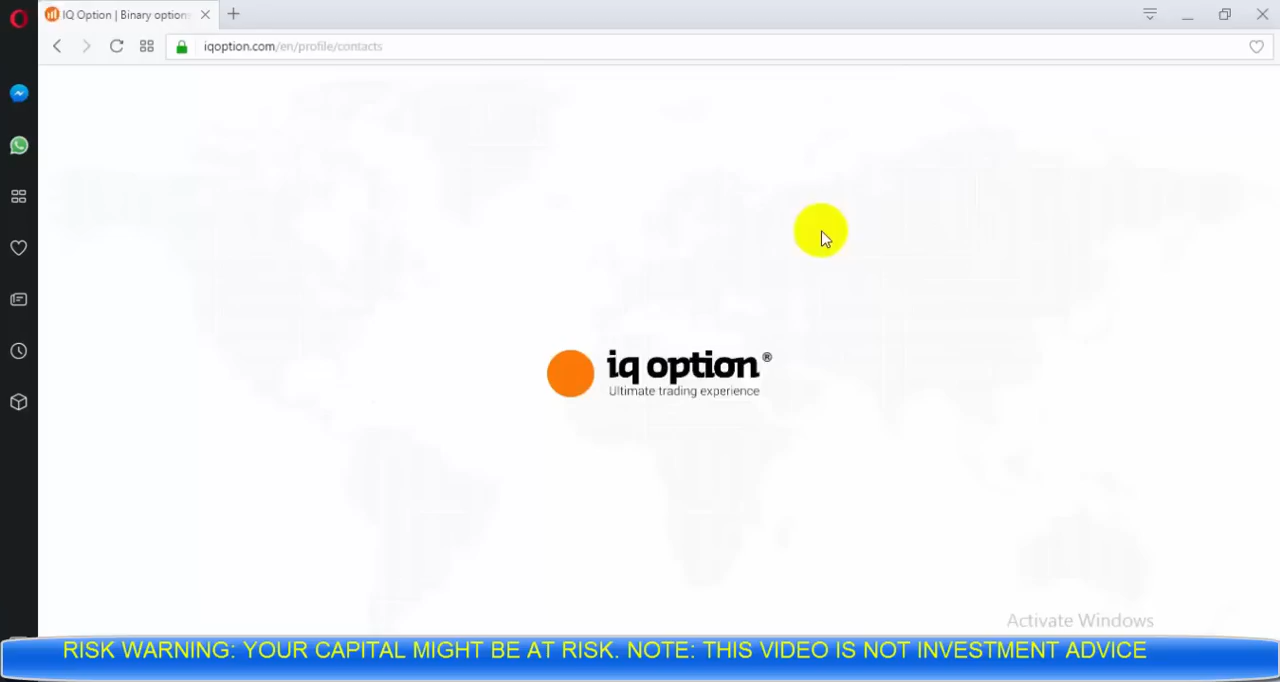 IQ Option | Binary option
iqoption.com/en/profile/contacts
iq option®
Ultimate trading experience
Activate Windows
RISK WARNING: YOUR CAPITAL MIGHT BE AT RISK. NOTE: THIS VIDEO IS NOT INVESTMENT ADVICE